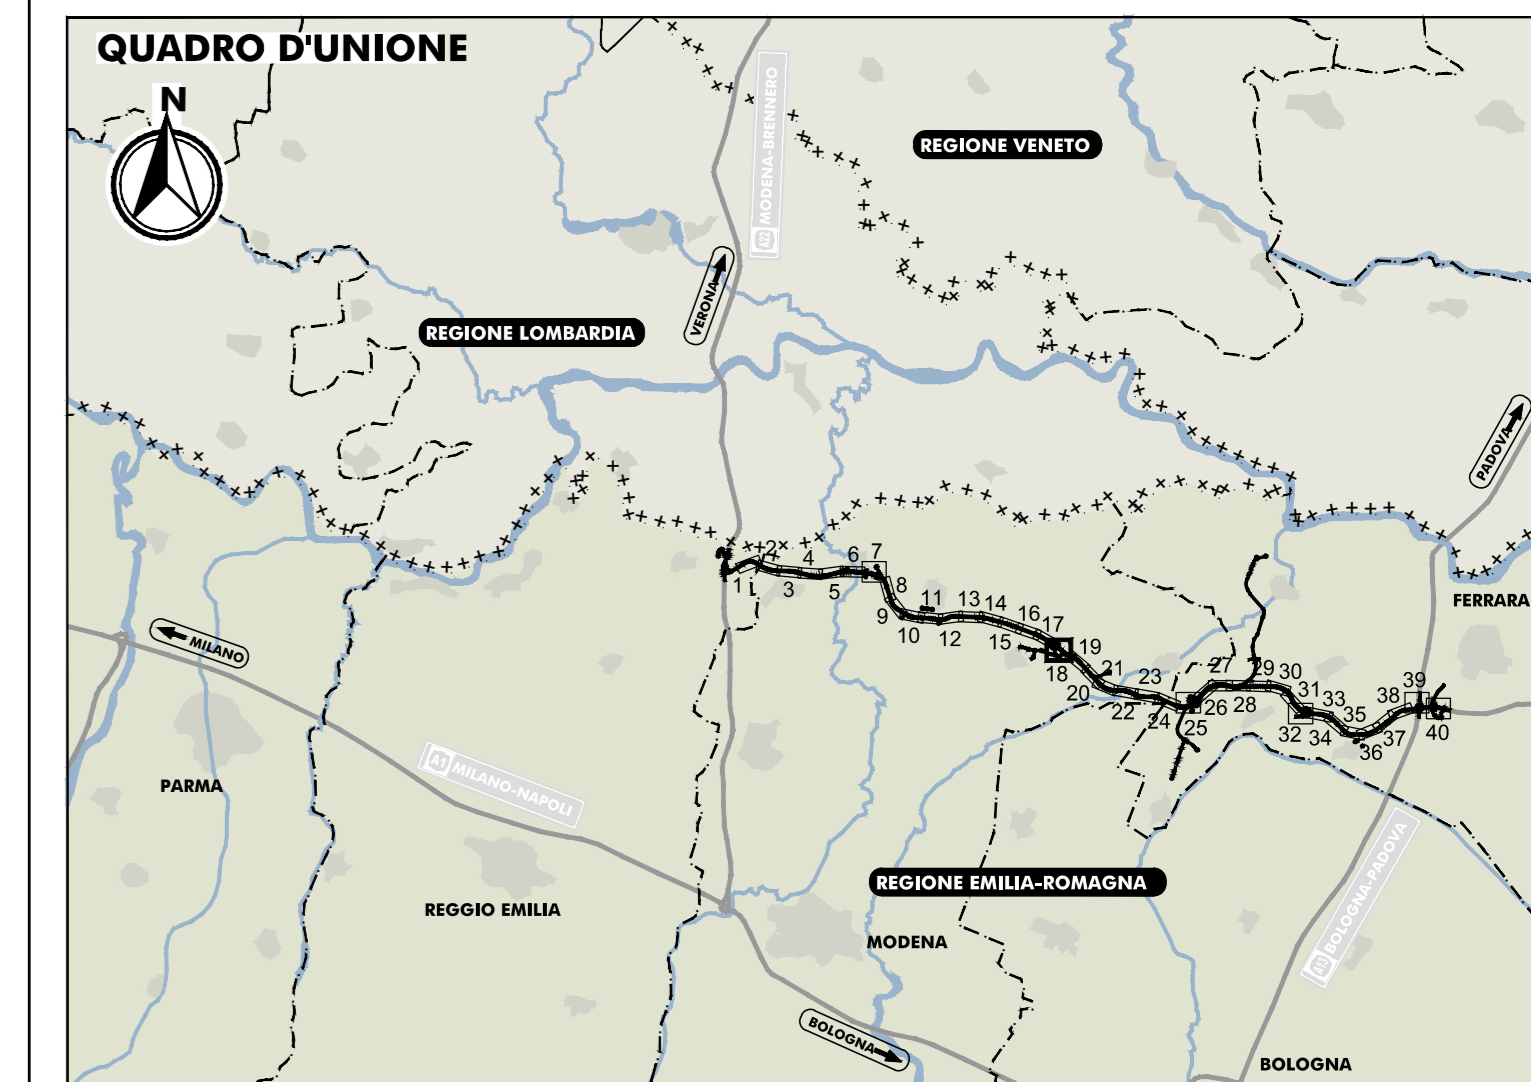 QUADRO D'UNIONE
N
A22 MODENA-BRENNERO
REGIONE VENETO
VERONA
REGIONE LOMBARDIA
PADOVA
FERRARA
MILANO
1
2
3
4
5
6
7
8
9
10
11
12
13
14
15
16
17
18
19
20
21
22
23
24
25
26
27
28
29
30
31
32
33
34
35
36
37
38
39
40
PARMA
A1 MILANO-NAPOLI
REGIONE EMILIA-ROMAGNA
REGGIO EMILIA
MODENA
A13 BOLOGNA-PADOVA
BOLOGNA
BOLOGNA